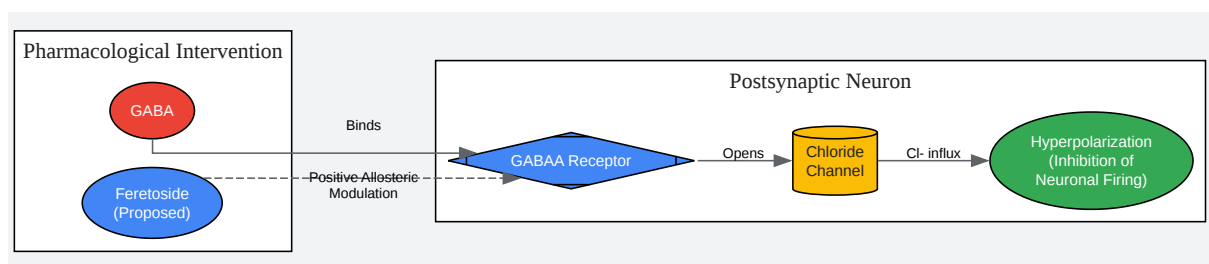 Pharmacological Intervention
GABA
Feretoside
(Proposed)
Binds
Positive Allosteric
Modulation
Postsynaptic Neuron
GABAA Receptor
Opens
Chloride
Channel
Cl- influx
Hyperpolarization
(Inhibition of
Neuronal Firing)